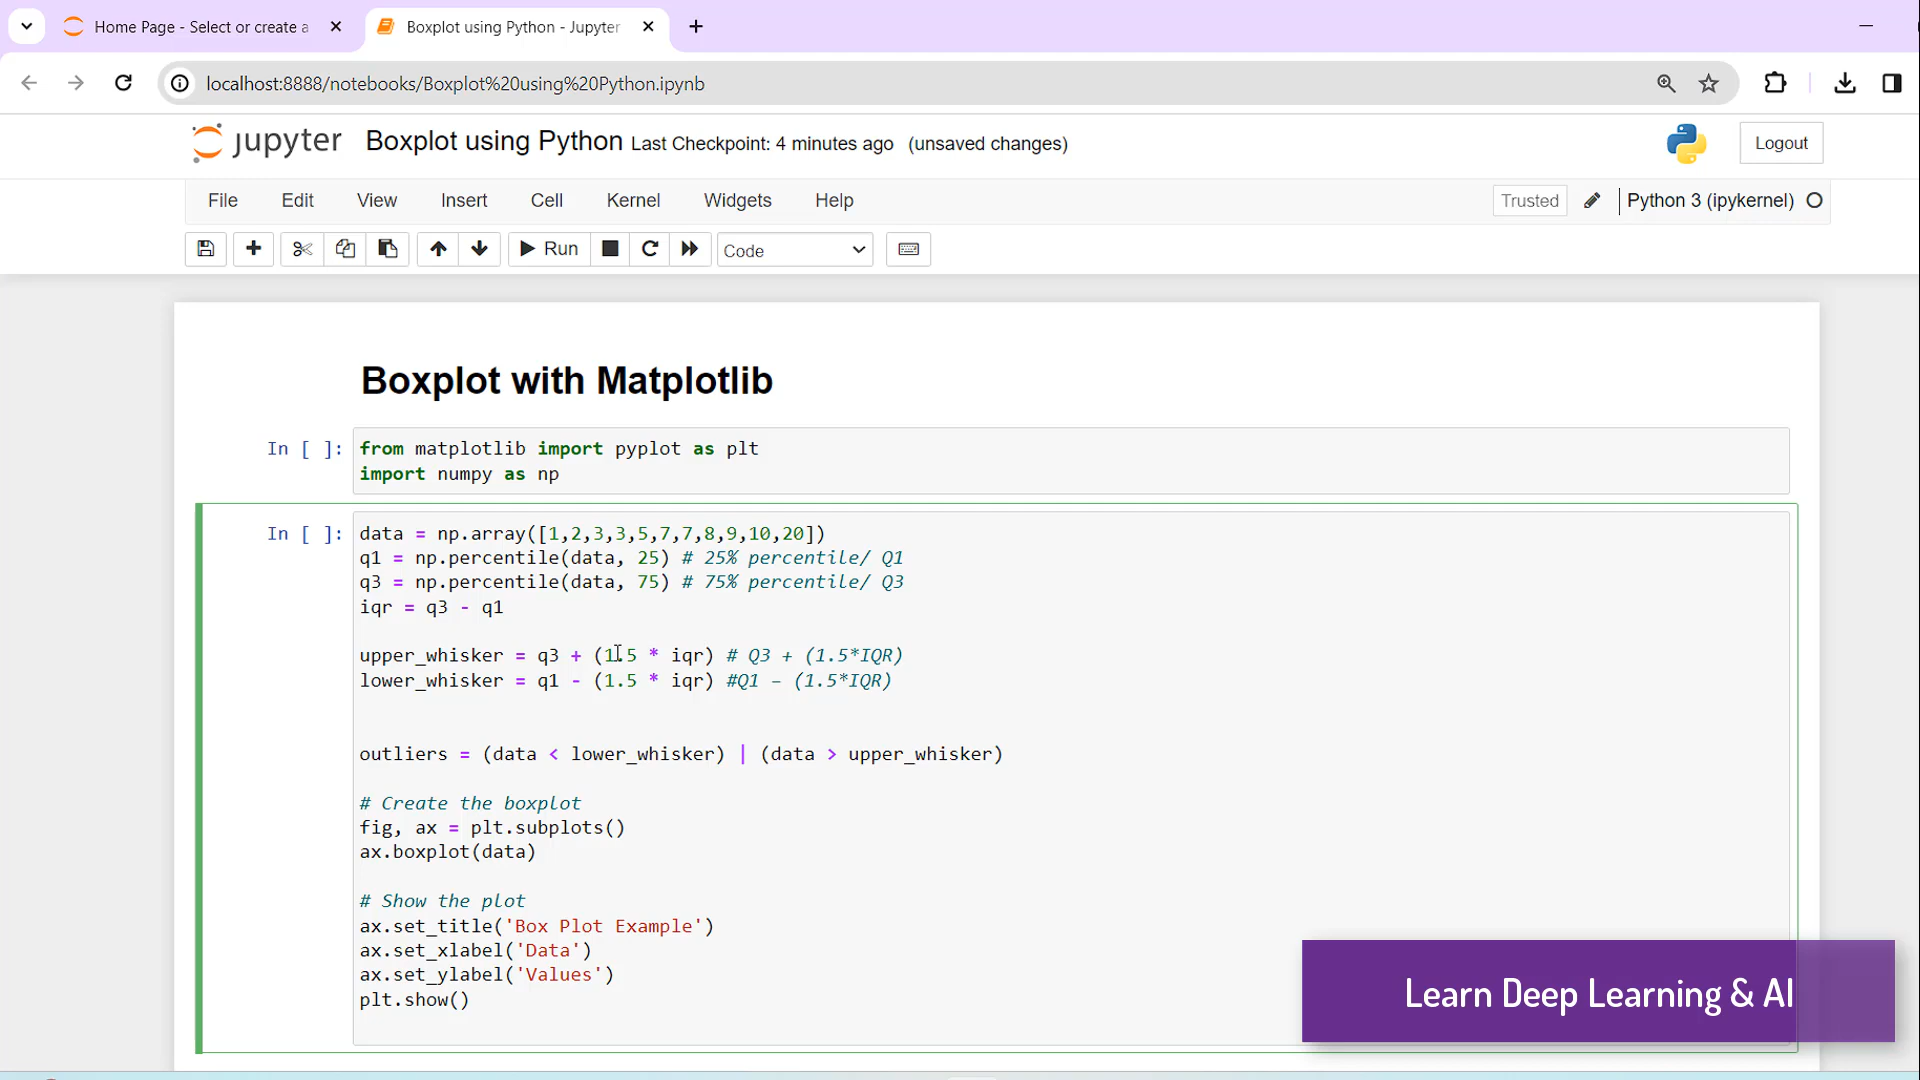 Home Page - Select or create a
Boxplot using Python - Jupyter
localhost:8888/notebooks/Boxplot%20using%20Python.ipynb
jupyter Boxplot using Python Last Checkpoint: 4 minutes ago (unsaved changes)
Logout
File Edit View Insert Cell Kernel Widgets Help Trusted Python 3 (ipykernel)
Run Code
Boxplot with Matplotlib
In [ ]: from matplotlib import pyplot as plt
import numpy as np
In [ ]: data = np.array([1,2,3,3,5,7,7,8,9,10,20])
q1 = np.percentile(data, 25) # 25% percentile/ Q1
q3 = np.percentile(data, 75) # 75% percentile/ Q3
iqr = q3 - q1
upper_whisker = q3 + (1.5 * iqr) # Q3 + (1.5*IQR)
lower_whisker = q1 - (1.5 * iqr) #Q1 – (1.5*IQR)
outliers = (data < lower_whisker) | (data > upper_whisker)
# Create the boxplot
fig, ax = plt.subplots()
ax.boxplot(data)
# Show the plot
ax.set_title('Box Plot Example')
ax.set_xlabel('Data')
ax.set_ylabel('Values')
plt.show()
Learn Deep Learning & AI